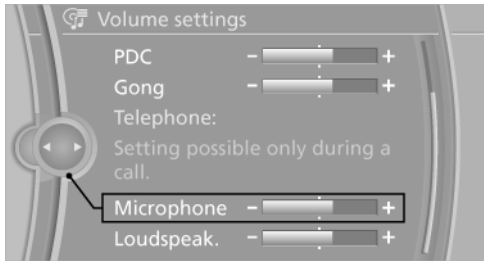 Volume settings
PDC - +
Gong - +
Telephone:
Setting possible only during a
call.
Microphone - +
Loudspeak. - +